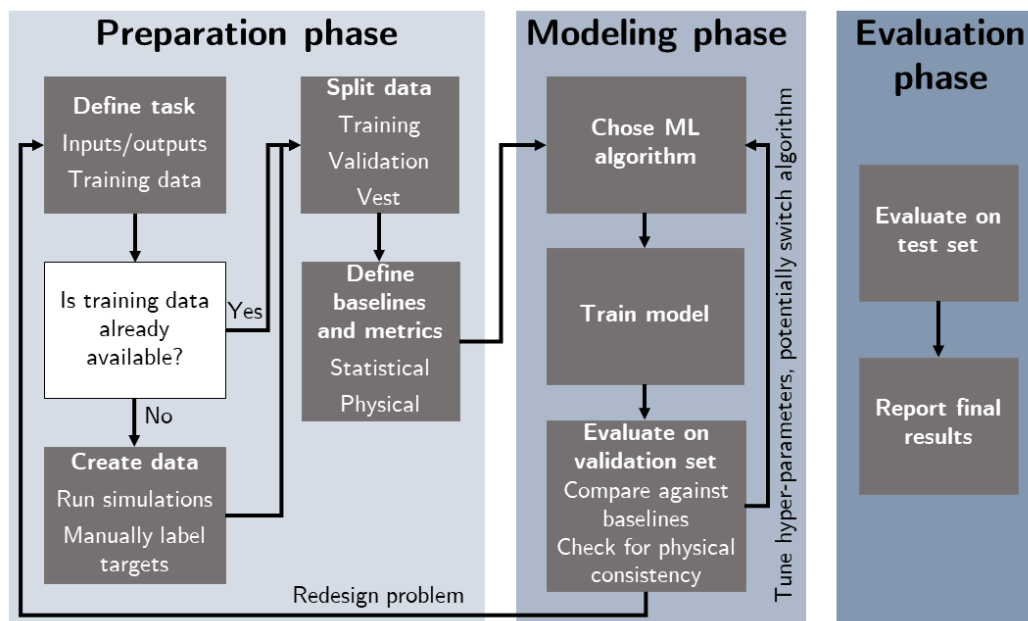 Preparation phase
Define task
Inputs/outputs
Training data
Is training data
already
available?
Yes
No
Create data
Run simulations
Manually label
targets
Split data
Training
Validation
Vest
Define
baselines
and metrics
Statistical
Physical
Redesign problem
Modeling phase
Chose ML
algorithm
Train model
Evaluate on
validation set
Compare against
baselines
Check for physical
consistency
Tune hyper-parameters, potentially switch algorithm
Evaluation
phase
Evaluate on
test set
Report final
results